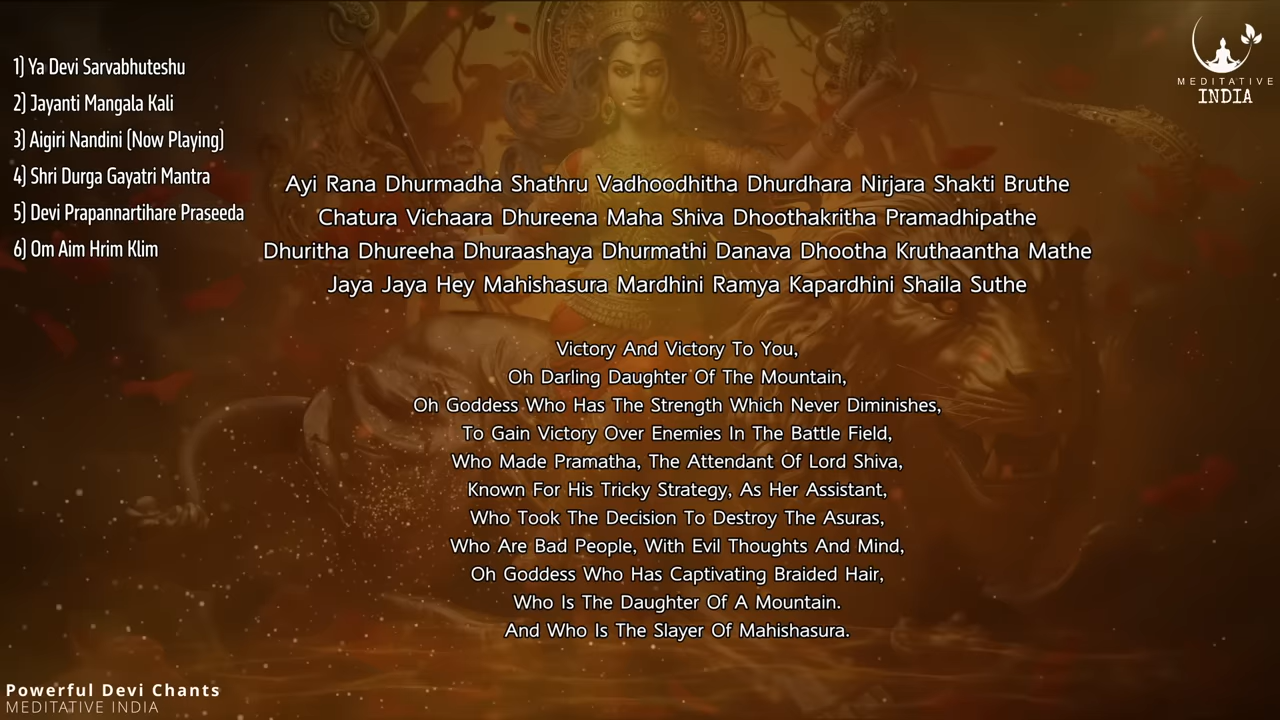 1) Ya Devi Sarvabhuteshu
2) Jayanti Mangala Kali
3) Aigiri Nandini (Now Playing)
4) Shri Durga Gayatri Mantra
5) Devi Prapannartihare Praseeda
6) Om Aim Hrim Klim
MEDITATIVE
INDIA
Ayi Rana Dhurmadha Shathru Vadhoodhitha Dhurdhara Nirjara Shakti Bruthe
Chatura Vichaara Dhureena Maha Shiva Dhoothakritha Pramadhipathe
Dhuritha Dhureeha Dhuraashaya Dhurmathi Danava Dhootha Kruthaantha Mathe
Jaya Jaya Hey Mahishasura Mardhini Ramya Kapardhini Shaila Suthe
Victory And Victory To You,
Oh Darling Daughter Of The Mountain,
Oh Goddess Who Has The Strength Which Never Diminishes,
To Gain Victory Over Enemies In The Battle Field,
Who Made Pramatha, The Attendant Of Lord Shiva,
Known For His Tricky Strategy, As Her Assistant,
Who Took The Decision To Destroy The Asuras,
Who Are Bad People, With Evil Thoughts And Mind,
Oh Goddess Who Has Captivating Braided Hair,
Who Is The Daughter Of A Mountain.
And Who Is The Slayer Of Mahishasura.
Powerful Devi Chants
MEDITATIVE INDIA